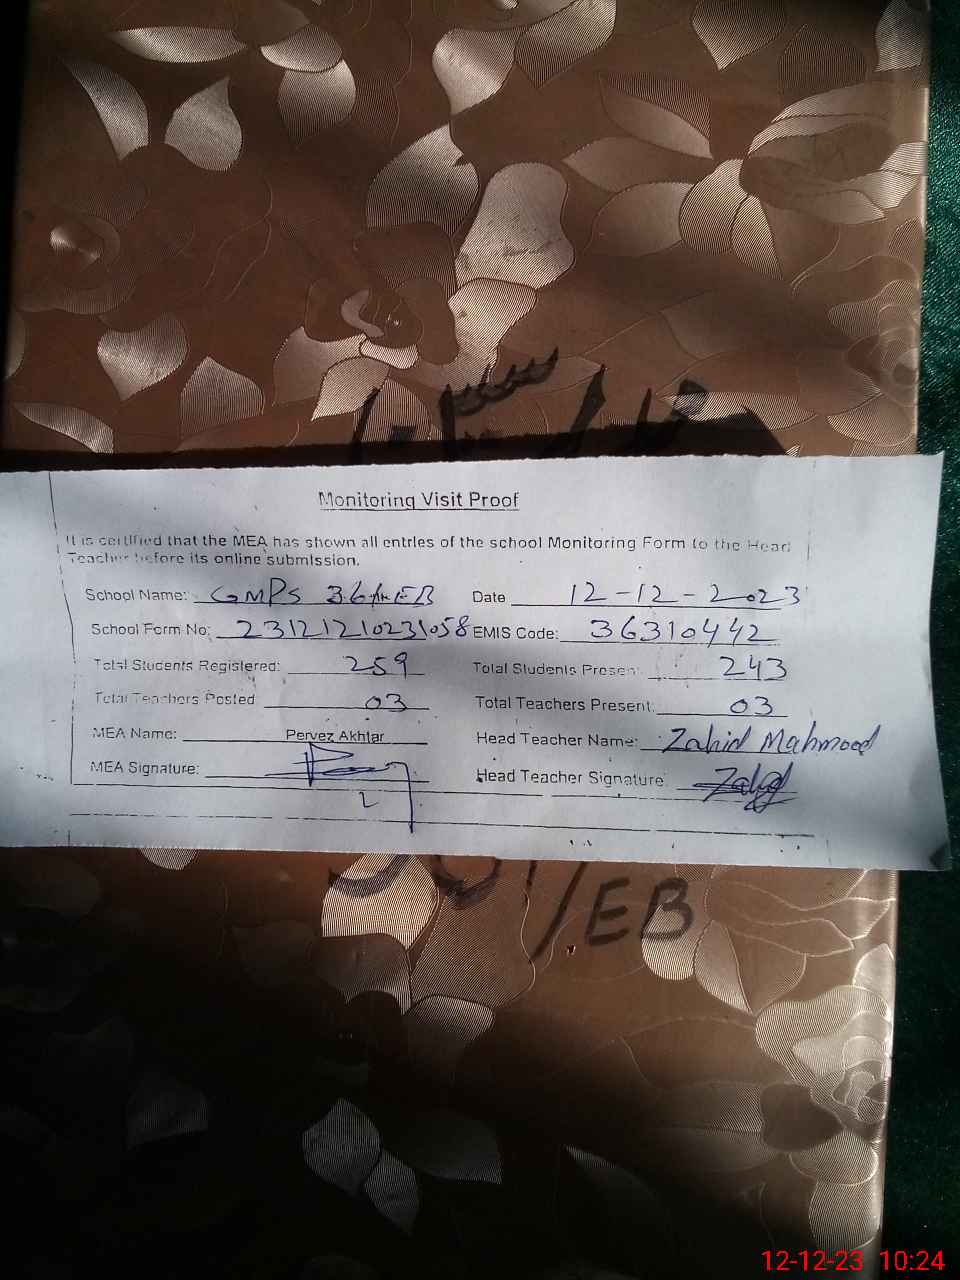 Monitoring Visit Proof
It is certified that the MEA has shown all entries of the school Monitoring Form to the Head
Teacher before its online submission.
School Name: GMPS EB Date 12-12-2023
School Form No: 23121210231058 EMIS Code: 36310442
Total Students Registered: 259 Total Students Present: 243
Total Teachers Posted 03 Total Teachers Present: 03
MEA Name: Pervez Akhtar Head Teacher Name: Zahid Mahmood
MEA Signature: Head Teacher Signature: Zahid
/EB
12-12-23 10:24